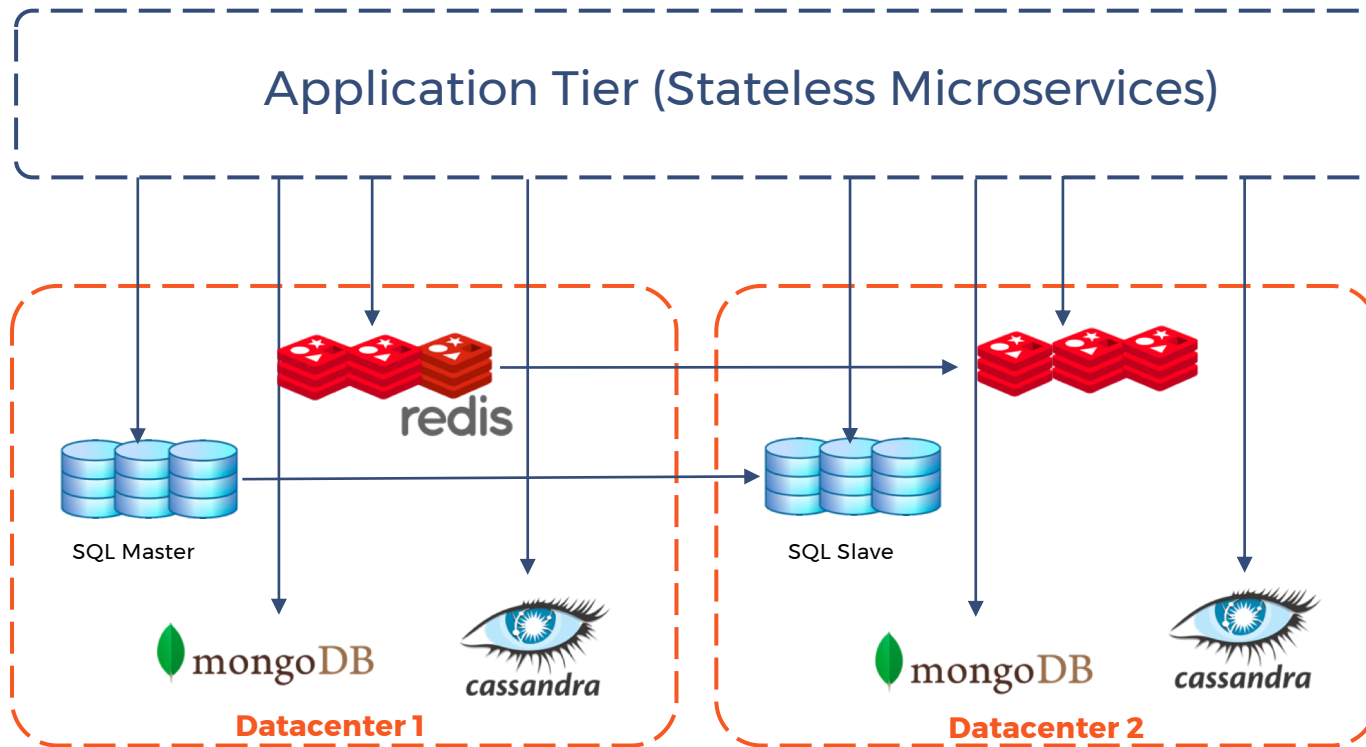 Application Tier (Stateless Microservices)
redis
SQL Master
SQL Slave
mongoDB
cassandra
mongoDB
cassandra
Datacenter 1
Datacenter 2